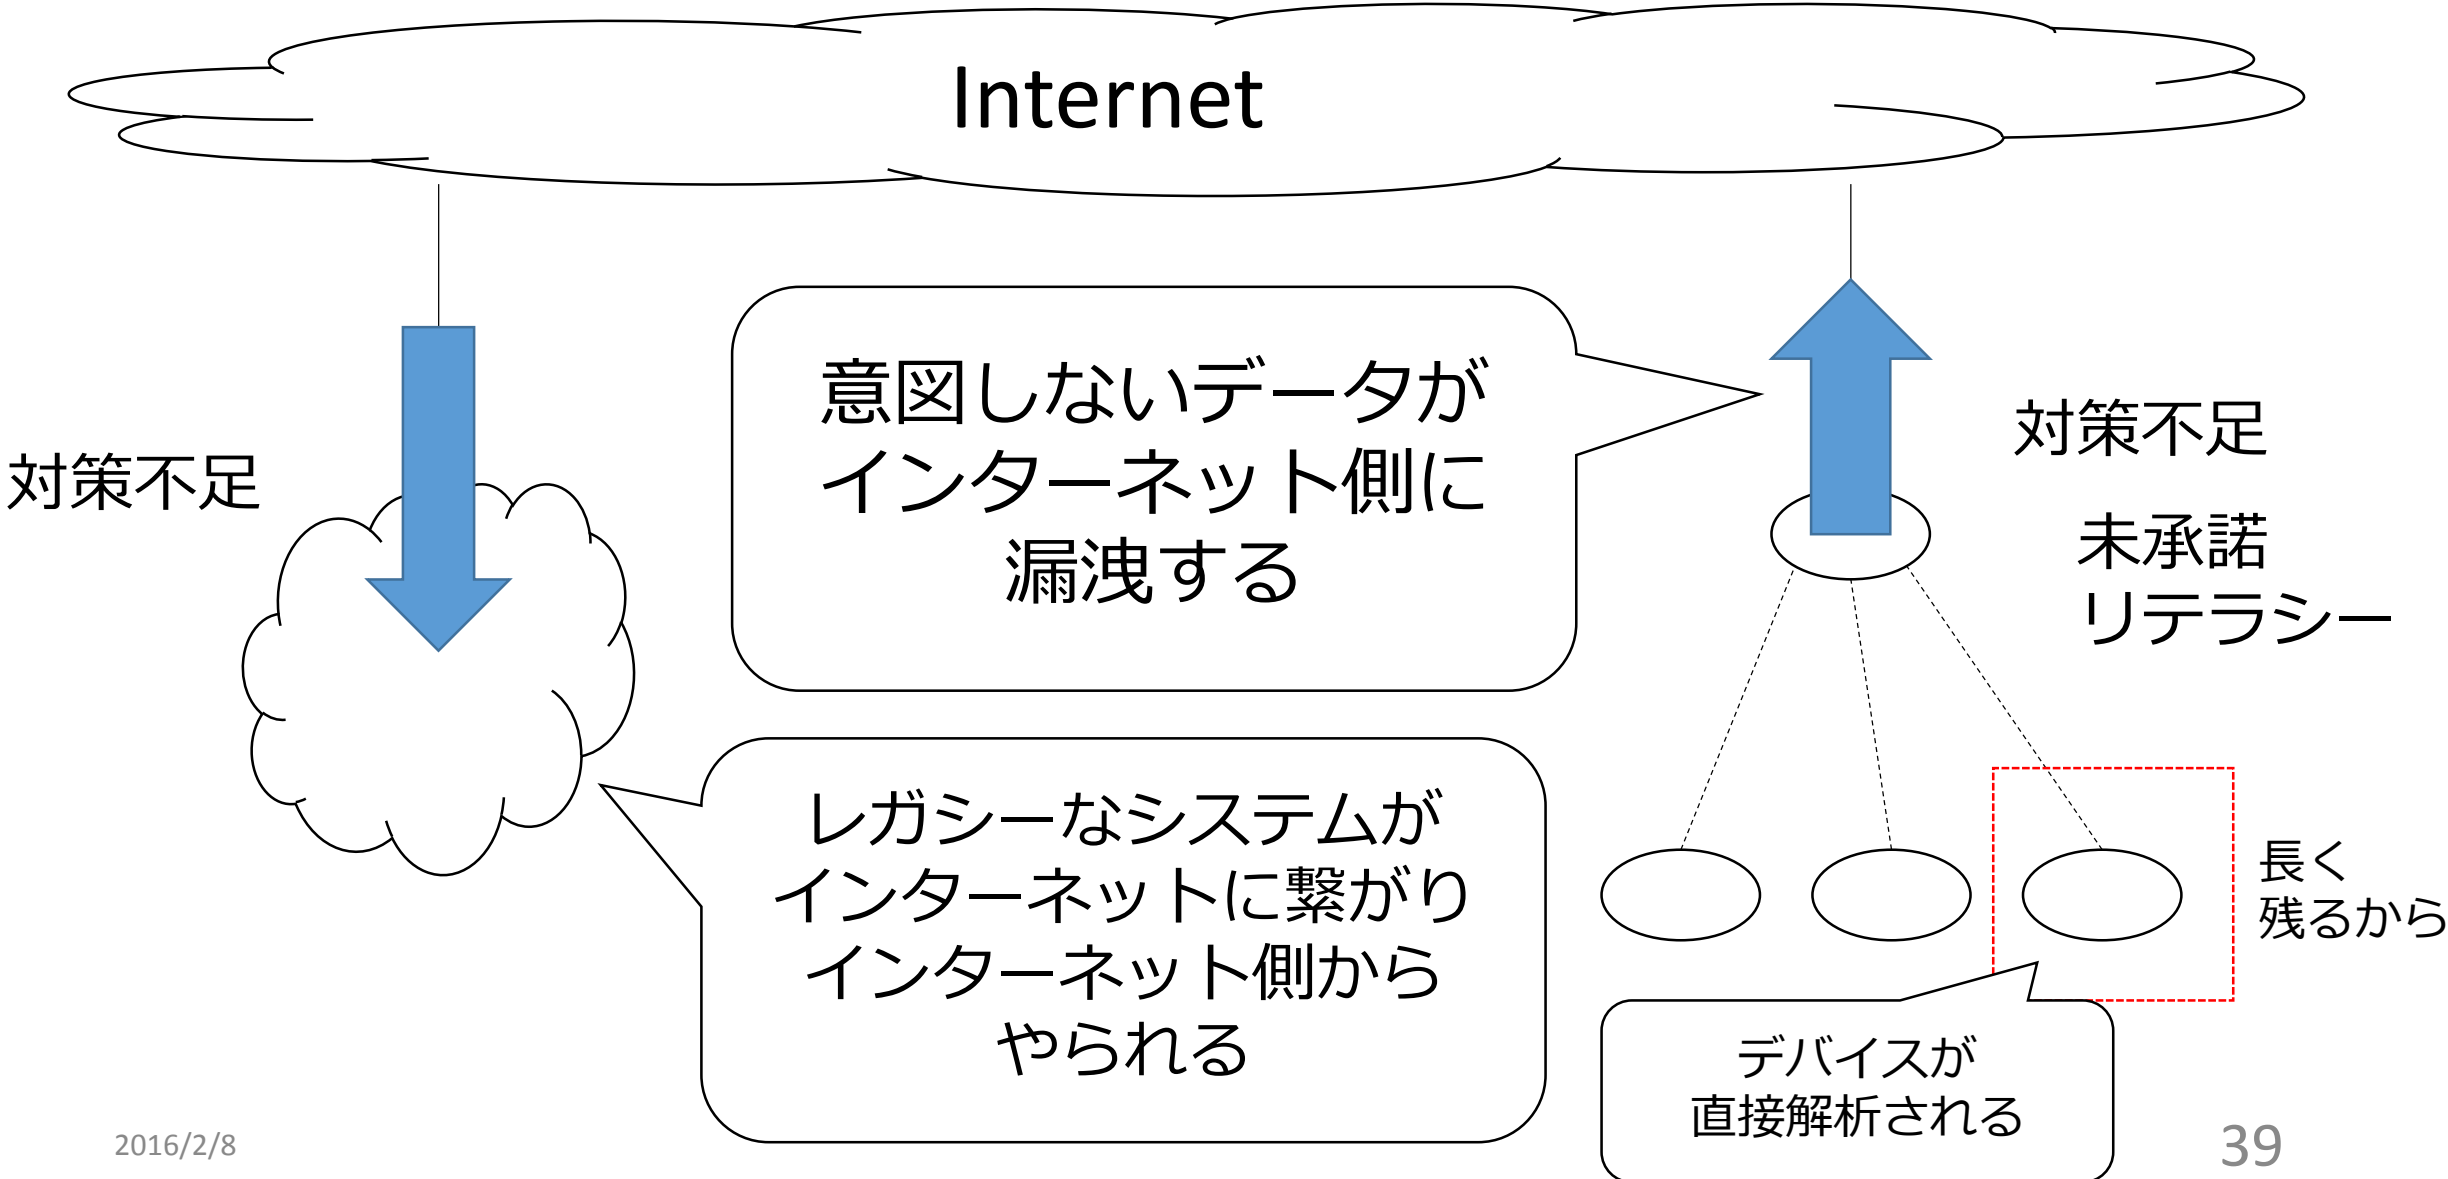 Internet
対策不足
意図しないデータが
インターネット側に
漏洩する
対策不足
未承諾
リテラシー
レガシーなシステムが
インターネットに繋がり
インターネット側から
やられる
長く
残るから
デバイスが
直接解析される
2016/2/8
39